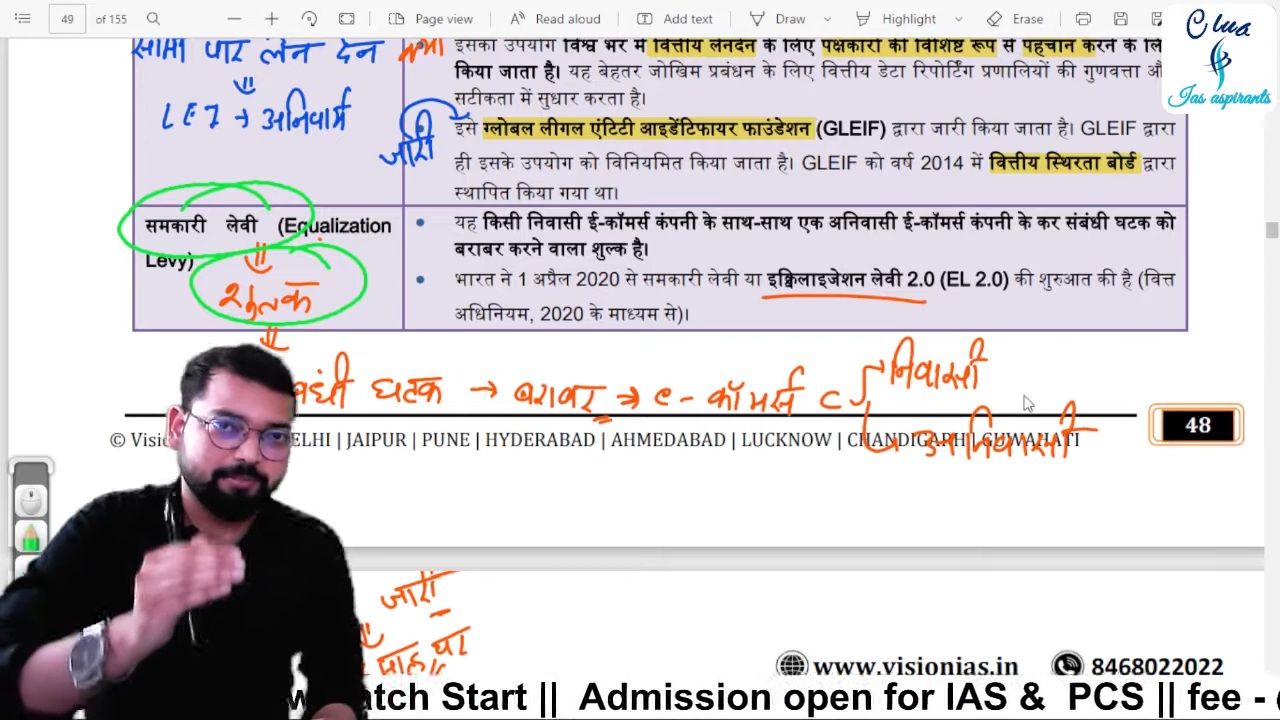 49 of 155 Page view Read aloud Add text Draw Highlight Erase
Clua
Ias aspirants
सीमा पार लेन देन
इसका उपयोग विश्व भर में वित्तीय लेनदेन के लिए पक्षकारों की विशिष्ट रूप से पहचान करने के लि
किया जाता है। यह बेहतर जोखिम प्रबंधन के लिए वित्तीय डेटा रिपोर्टिंग प्रणालियों की गुणवत्ता औ
सटीकता में सुधार करता है।
LEI → अनिवार्य
जारी
इसे ग्लोबल लीगल एंटिटी आइडेंटिफायर फाउंडेशन (GLEIF) द्वारा जारी किया जाता है। GLEIF द्वारा
ही इसके उपयोग को विनियमित किया जाता है। GLEIF को वर्ष 2014 में वित्तीय स्थिरता बोर्ड द्वारा
स्थापित किया गया था।
समकारी लेवी (Equalization
Levy)
शुल्क
• यह किसी निवासी ई-कॉमर्स कंपनी के साथ-साथ एक अनिवासी ई-कॉमर्स कंपनी के कर संबंधी घटक को
बराबर करने वाला शुल्क है।
• भारत ने 1 अप्रैल 2020 से समकारी लेवी या इक्विलाइजेशन लेवी 2.0 (EL 2.0) की शुरुआत की है (वित्त
अधिनियम, 2020 के माध्यम से)।
बंधी घटक → बराबर → e - कॉमर्स C
निवासी
अनिवासी
48
© Visio DELHI | JAIPUR | PUNE | HYDERABAD | AHMEDABAD | LUCKNOW | CHANDIGARH | GUWAHATI
जारी
पर
www.visionias.in 8468022022
atch Start || Admission open for IAS & PCS || fee -